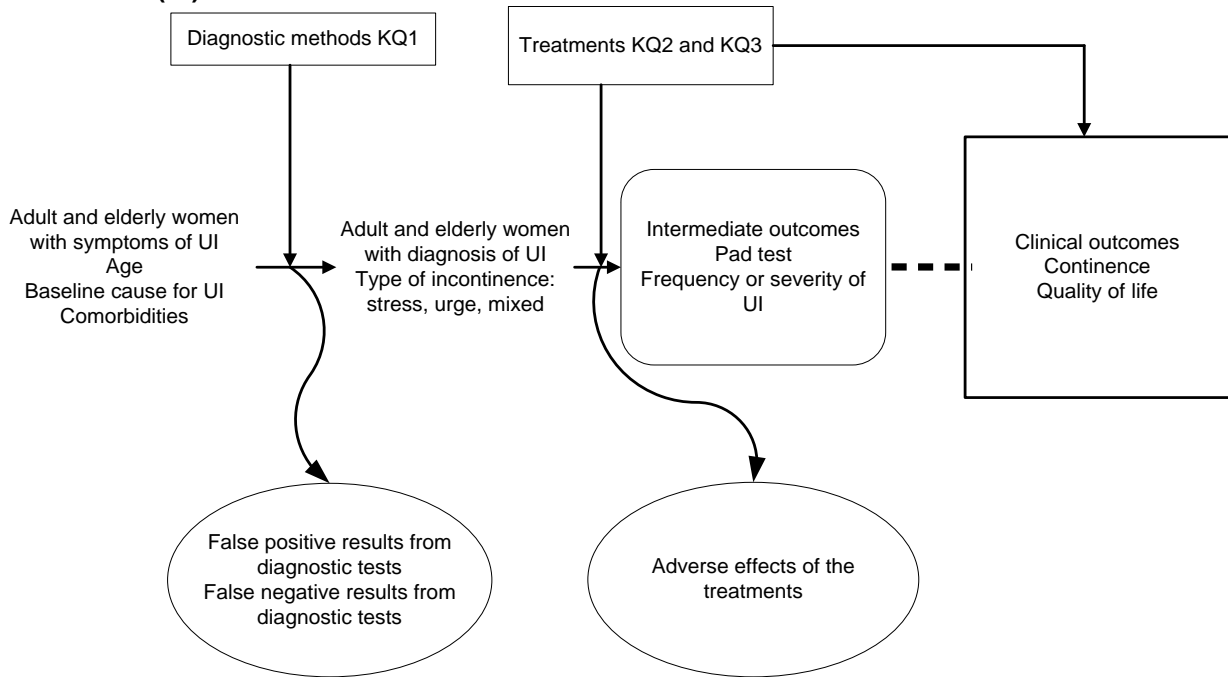 Diagnostic methods KQ1
Treatments KQ2 and KQ3
Adult and elderly women
with symptoms of UI
Age
Baseline cause for UI
Comorbidities
Adult and elderly women
with diagnosis of UI
Type of incontinence:
stress, urge, mixed
Intermediate outcomes
Pad test
Frequency or severity of
UI
Clinical outcomes
Continence
Quality of life
False positive results from
diagnostic tests
False negative results from
diagnostic tests
Adverse effects of the
treatments